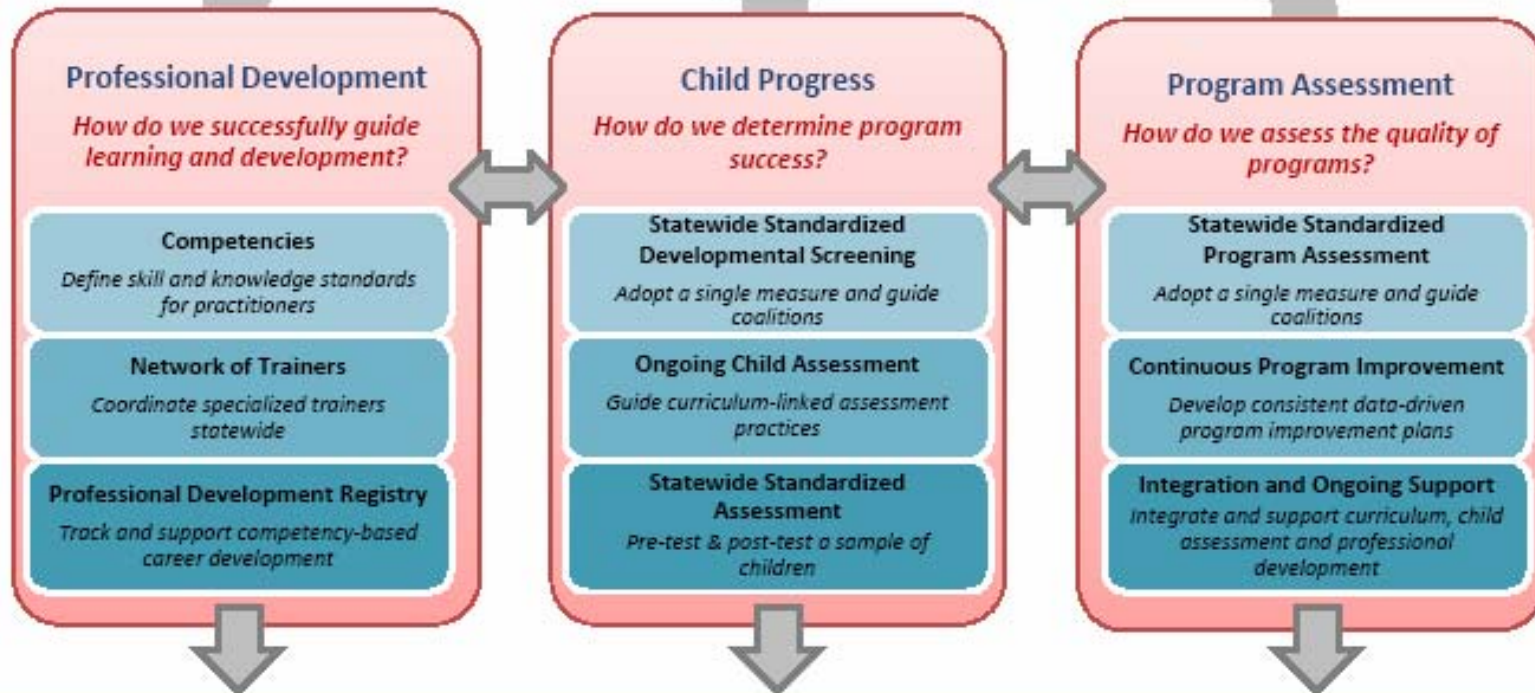 Professional Development
How do we successfully guide
learning and development?
Competencies
Define skill and knowledge standards
for practitioners
Network of Trainers
Coordinate specialized trainers
statewide
Professional Development Registry
Track and support competency-based
career development
Child Progress
How do we determine program
success?
Statewide Standardized
Developmental Screening
Adopt a single measure and guide
coalitions
Ongoing Child Assessment
Guide curriculum-linked assessment
practices
Statewide Standardized
Assessment
Pre-test & post-test a sample of
children
Program Assessment
How do we assess the quality of
programs?
Statewide Standardized
Program Assessment
Adopt a single measure and guide
coalitions
Continuous Program Improvement
Develop consistent data-driven
program improvement plans
Integration and Ongoing Support
Integrate and support curriculum, child
assessment and professional
development